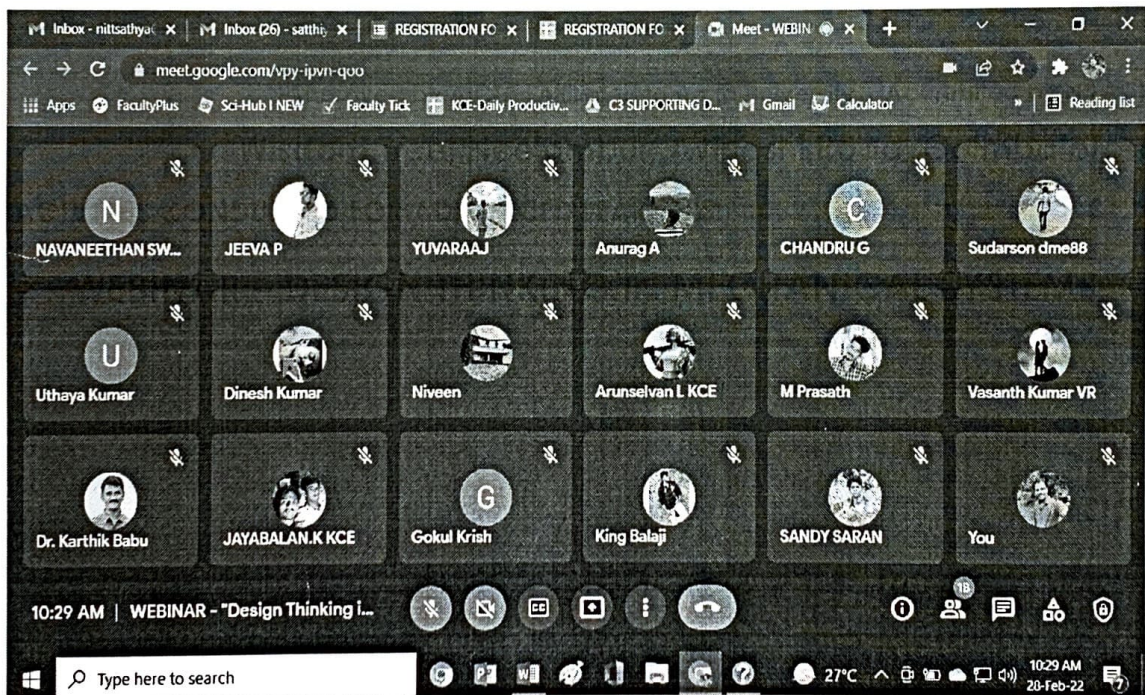 Inbox - nittsathya
Inbox (26) - satthi
REGISTRATION FO
REGISTRATION FO
Meet - WEBIN
meet.google.com/vpy-ipvn-qoo
Apps
FacultyPlus
Sci-Hub I NEW
Faculty Tick
KCE-Daily Productiv...
C3 SUPPORTING D...
Gmail
Calculator
»
Reading list
N
NAVANEETHAN SW...
JEEVA P
YUVARAAJ
Anurag A
C
CHANDRU G
Sudarson dme88
U
Uthaya Kumar
Dinesh Kumar
Niveen
Arunselvan L KCE
M Prasath
Vasanth Kumar VR
Dr. Karthik Babu
JAYABALAN.K KCE
G
Gokul Krish
King Balaji
SANDY SARAN
You
10:29 AM | WEBINAR - "Design Thinking i...
CC
18
Type here to search
27°C
10:29 AM
20-Feb-22
7